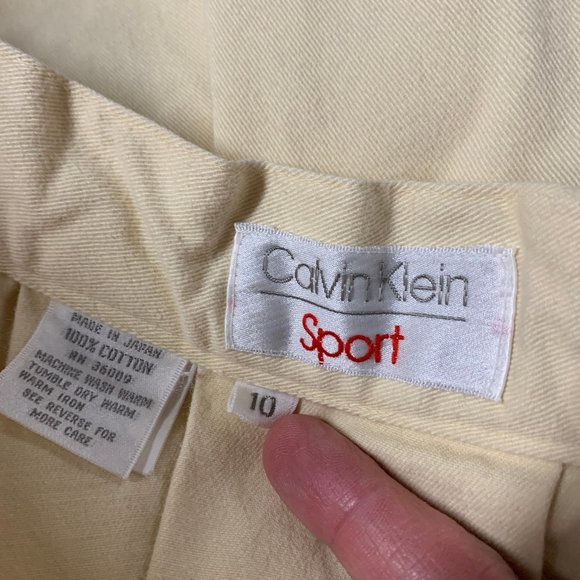 Calvin Klein
Sport
10
MADE IN JAPAN
100% COTTON
RN 36009
MACHINE WASH WARM
TUMBLE DRY WARM
WARM IRON
SEE REVERSE FOR
MORE CARE